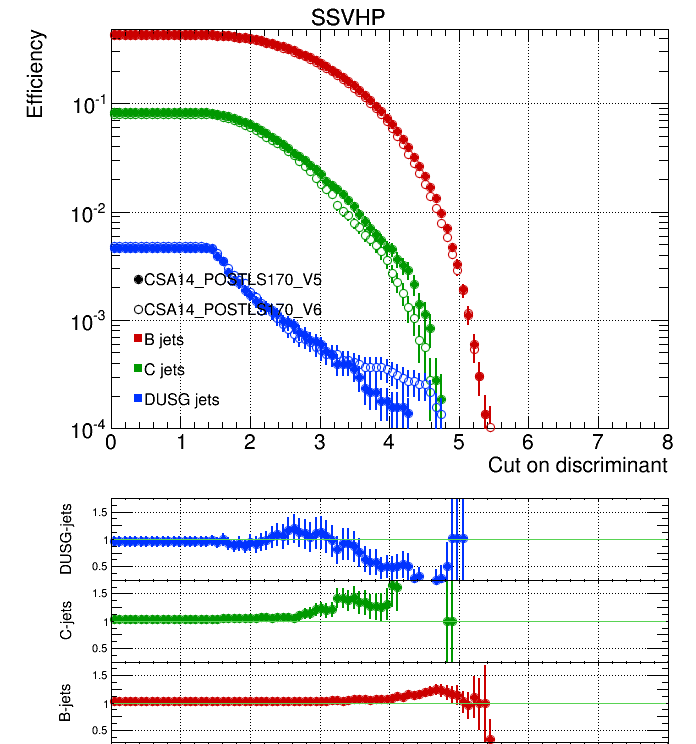 SSVHP
Efficiency
10-1
10-2
10-3
10-4
CSA14_POSTLS170_V5
CSA14_POSTLS170_V6
B jets
C jets
DUSG jets
0 1 2 3 4 5 6 7 8
Cut on discriminant
DUSG-jets
1.5
1
0.5
C-jets
1.5
1
0.5
B-jets
1.5
1
0.5